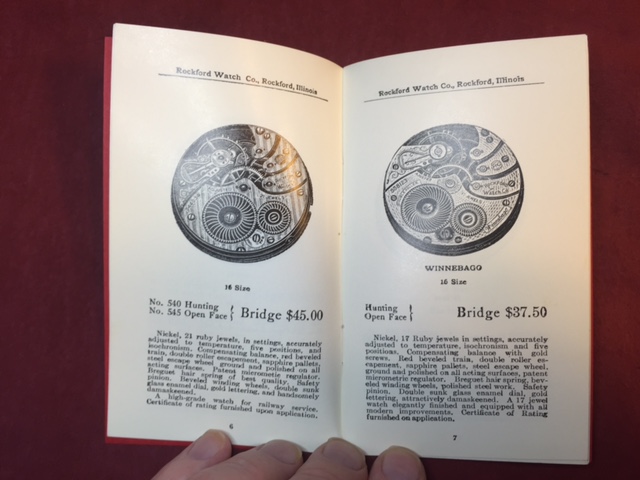 Rockford Watch Co., Rockford, Illinois
16 Size
No. 540 Hunting
No. 545 Open Face } Bridge $45.00
Nickel, 21 ruby jewels, in settings, accurately
adjusted to temperature, five positions, and
isochronism. Compensating balance, red beveled
train, double roller escapement, sapphire pallets,
steel escape wheel ground and polished on all
acting surfaces. Patent micrometric regulator.
Breguet hair spring of best quality. Safety
pinion. Beveled winding wheels, double sunk
glass enamel dial, gold lettering, and handsomely
damaskeened.
A high-grade watch for railway service.
Certificate of rating furnished upon application.
6
Rockford Watch Co., Rockford, Illinois
WINNEBAGO
16 Size
Hunting
Open Face } Bridge $37.50
Nickel, 17 Ruby jewels in settings, accurately
adjusted to temperature, isochronism and five
positions. Compensating balance with gold
screws. Red beveled train, double roller es-
capement, sapphire pallets, steel escape wheel,
ground and polished on all acting surfaces, patent
micrometric regulator. Breguet hair spring, bev-
eled winding wheels, polished steel work. Safety
pinion. Double sunk glass enamel dial, gold
lettering, attractively damaskeened. A 17 jewel
watch elegantly finished and equipped with all
modern improvements. Certificate of Rating
furnished on application.
7